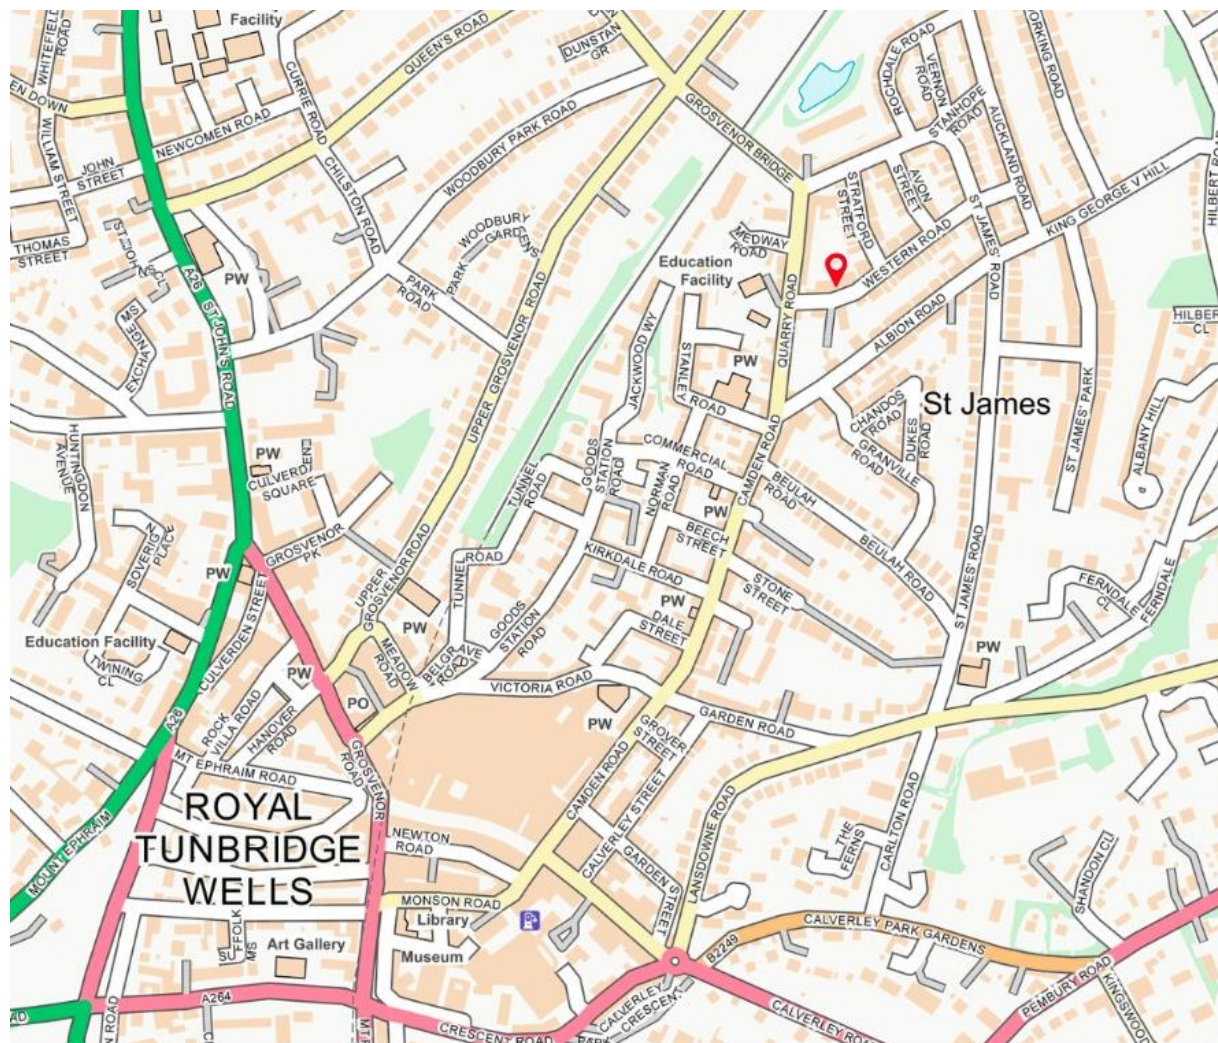 Facility
WHITEFIELD
ROAD
QUEEN'S ROAD
DUNSTAN
GR
ROCHDALE ROAD
VERNON
ROAD
STANHOPE
ROAD
AUCKLAND ROAD
EN DOWN
CURRIE ROAD
GROSVENOR BRIDGE
WILLIAM STREET
NEWCOMEN ROAD
JOHN
STREET
WOODBURY PARK ROAD
CHILSTON ROAD
AVON
STREET
STRATFORD
STREET
KING GEORGE V HILL
HILBERT ROAD
ST JAMES' ROAD
THOMAS
STREET
ST JOHN'S CL
WOODBURY
PARK
GARDENS
MEDWAY
ROAD
WESTERN ROAD
A26
PW
PARK
ROAD
Education
Facility
QUARRY ROAD
EXCHANGE
MS
ST JOHN'S ROAD
UPPER GROSVENOR ROAD
JACKWOOD WY
ALBION ROAD
HILBERT
CL
STANLEY ROAD
PW
St James
CHANDOS
ROAD
DUKES
ROAD
GRANVILLE
ROAD
ST JAMES' PARK
ALBANY HILL
HUNTINGDON
AVENUE
PW
CULVERDEN
SQUARE
COMMERCIAL
ROAD
CAMDEN ROAD
GOODS
STATION
ROAD
TUNNEL
ROAD
NORMAN
ROAD
BEULAH
ROAD
PW
BEECH
STREET
SOVERIGN
PLACE
GROSVENOR
PK
UPPER
GROSVENOR ROAD
TUNNEL ROAD
KIRKDALE ROAD
BEULAH ROAD
STONE
STREET
ST JAMES' ROAD
FERNDALE
CL
FERNDALE
PW
CULVERDEN STREET
PW
GOODS
STATION
ROAD
PW
DALE
STREET
Education Facility
TWINING
CL
PW
MEADOW
ROAD
BELGRAVE
ROAD
PW
A26
ROCK
VILLA ROAD
HANOVER
ROAD
PO
VICTORIA ROAD
PW
GROVER
STREET
GARDEN ROAD
MT EPHRAIM ROAD
GROSVENOR
ROAD
CAMDEN ROAD
ROYAL
TUNBRIDGE
WELLS
MOUNT EPHRAIM
NEWTON
ROAD
CALVERLEY STREET
GARDEN STREET
LANSDOWNE ROAD
THE
FERNS
CARLTON ROAD
SHANDON CL
MONSON ROAD
Library
Museum
SUFFOLK
MS
Art Gallery
CALVERLEY PARK GARDENS
B2249
A264
CRESCENT ROAD
CALVERLEY
CRESCENT
PARK
CALVERLEY ROAD
PEMBURY ROAD
KINGSWOOD